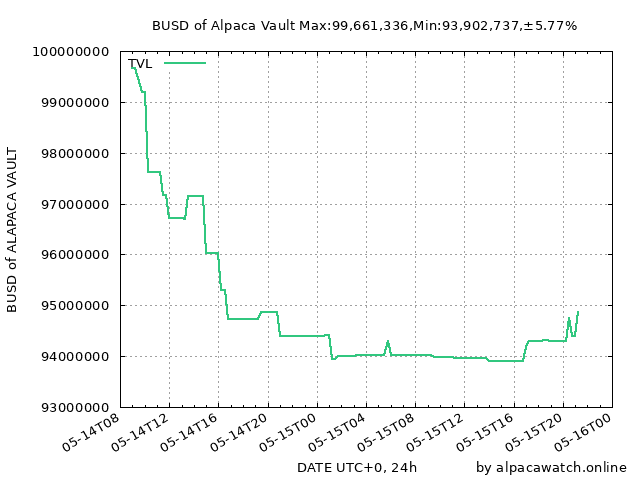 BUSD of Alpaca Vault Max:99,661,336,Min:93,902,737,±5.77%
TVL
100000000
99000000
98000000
97000000
96000000
95000000
94000000
93000000
BUSD of ALAPACA VAULT
05-14T08
05-14T12
05-14T16
05-14T20
05-15T00
05-15T04
05-15T08
05-15T12
05-15T16
05-15T20
05-16T00
DATE UTC+0, 24h
by alpacawatch.online